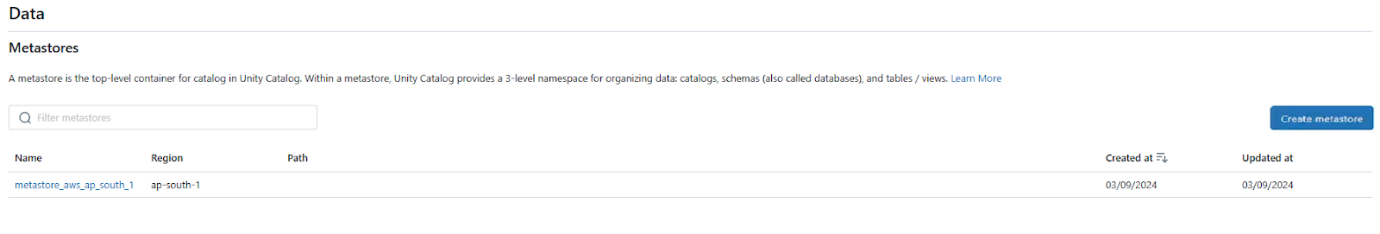 Data
Metastores
A metastore is the top-level container for catalog in Unity Catalog. Within a metastore, Unity Catalog provides a 3-level namespace for organizing data: catalogs, schemas (also called databases), and tables / views. Learn More
Filter metastores
Create metastore
Name Region Path Created at Updated at
metastore_aws_ap_south_1 ap-south-1 03/09/2024 03/09/2024